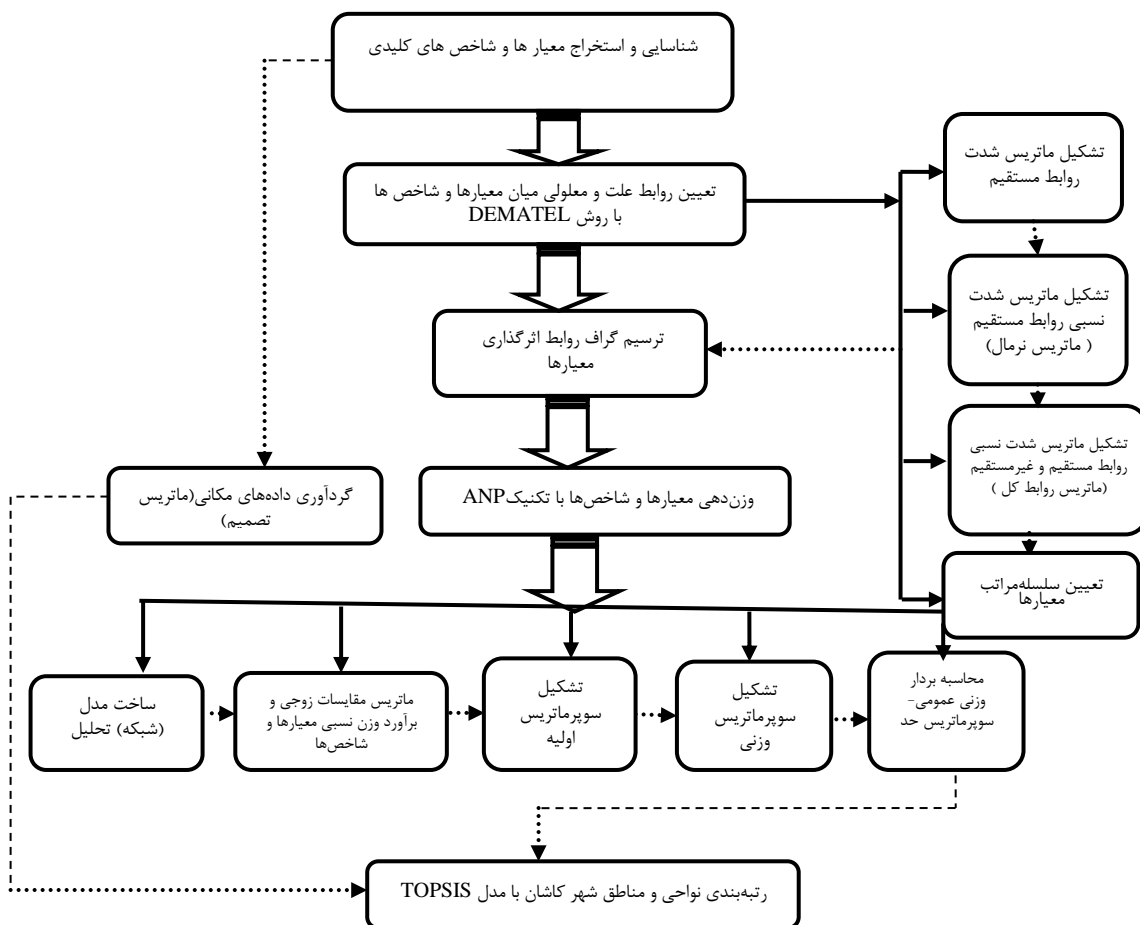 شناسایی و استخراج معیار ها و شاخص های کلیدی
تعیین روابط علت و معلولی میان معیارها و شاخص ها
با روش DEMATEL
ترسیم گراف روابط اثرگذاری
معیارها
وزن‌دهی معیارها و شاخص‌ها با تکنیک ANP
گردآوری داده‌های مکانی(ماتریس
تصمیم)
تشکیل ماتریس شدت
روابط مستقیم
تشکیل ماتریس شدت
نسبی روابط مستقیم
( ماتریس نرمال)
تشکیل ماتریس شدت نسبی
روابط مستقیم و غیرمستقیم
(ماتریس روابط کل )
تعیین سلسله‌مراتب
معیارها
ساخت مدل
(شبکه) تحلیل
ماتریس مقایسات زوجی و
برآورد وزن نسبی معیارها و
شاخص‌ها
تشکیل
سوپرماتریس
اولیه
تشکیل
سوپرماتریس
وزنی
محاسبه بردار
وزنی عمومی-
سوپرماتریس حد
رتبه‌بندی نواحی و مناطق شهر کاشان با مدل TOPSIS